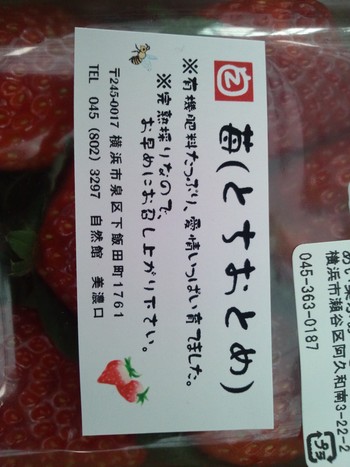 苺(とちおとめ)
※有機肥料たっぷり、愛情いっぱい育てました。
※完熟採りなので、
お早めにお召し上がり下さい。
〒245-0017 横浜市泉区下飯田町1761
TEL 045 (802) 3297 自然館 美濃口
横浜市瀬谷区阿久和南3-22-2
045-363-0187